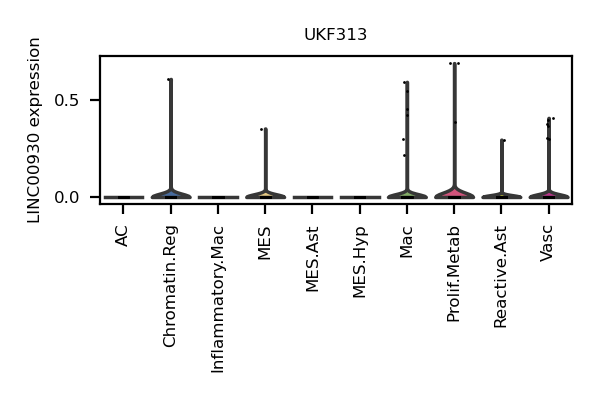 UKF313
LINC00930 expression
0.5
0.0
AC
Chromatin.Reg
Inflammatory.Mac
MES
MES.Ast
MES.Hyp
Mac
Prolif.Metab
Reactive.Ast
Vasc